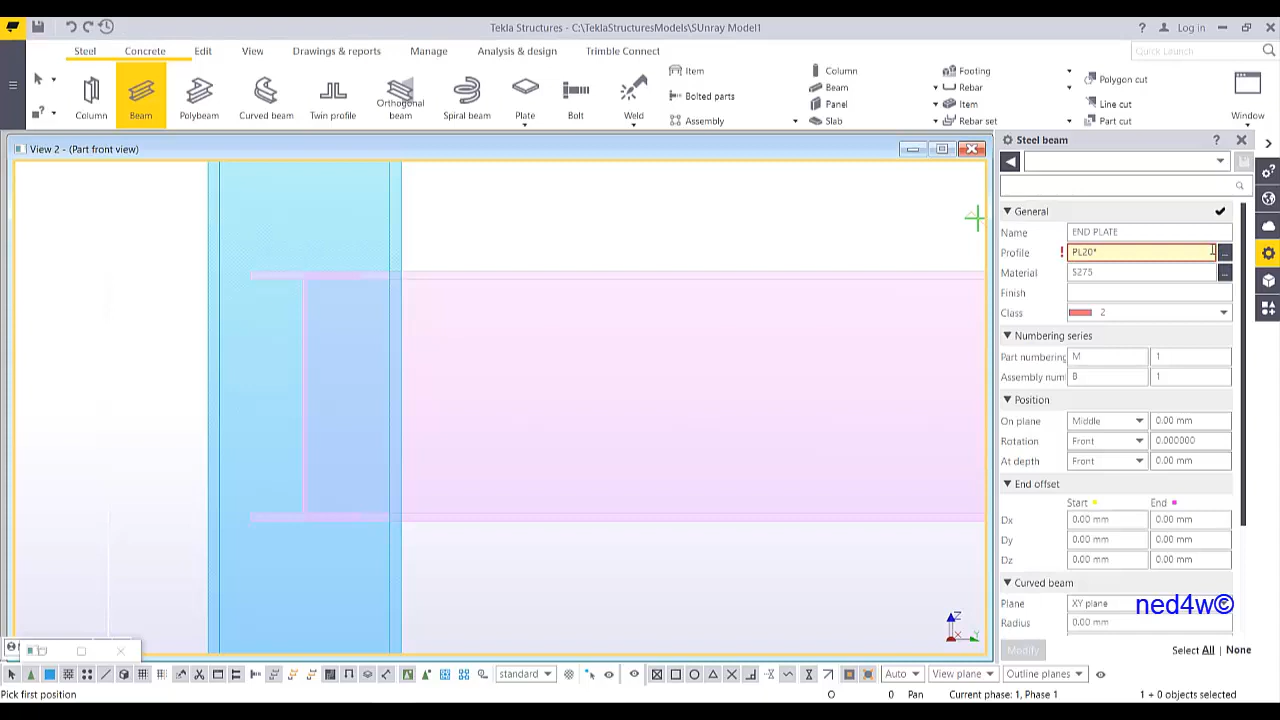 Tekla Structures - C:\TeklaStructuresModels\SUnray Model1
? Log in
Steel Concrete Edit View Drawings & reports Manage Analysis & design Trimble Connect
Quick Launch
Column Beam Polybeam Curved beam Twin profile Orthogonal beam Spiral beam Plate Bolt Weld
Item Column Footing Polygon cut
Bolted parts Beam Rebar Line cut
Panel Item
Assembly Slab Rebar set Part cut
Window
View 2 - (Part front view)
Steel beam ?
General
Name END PLATE
Profile ! PL20* ...
Material S275 ...
Finish
Class 2
Numbering series
Part numbering M 1
Assembly num B 1
Position
On plane Middle 0.00 mm
Rotation Front 0.000000
At depth Front 0.00 mm
End offset
Start End
Dx 0.00 mm 0.00 mm
Dy 0.00 mm 0.00 mm
Dz 0.00 mm 0.00 mm
Curved beam
Plane XY plane
Radius 0.00 mm
ned4w©
Modify Select All | None
Z
X Y
standard Auto View plane Outline planes
Pick first position O 0 Pan Current phase: 1, Phase 1 1 + 0 objects selected